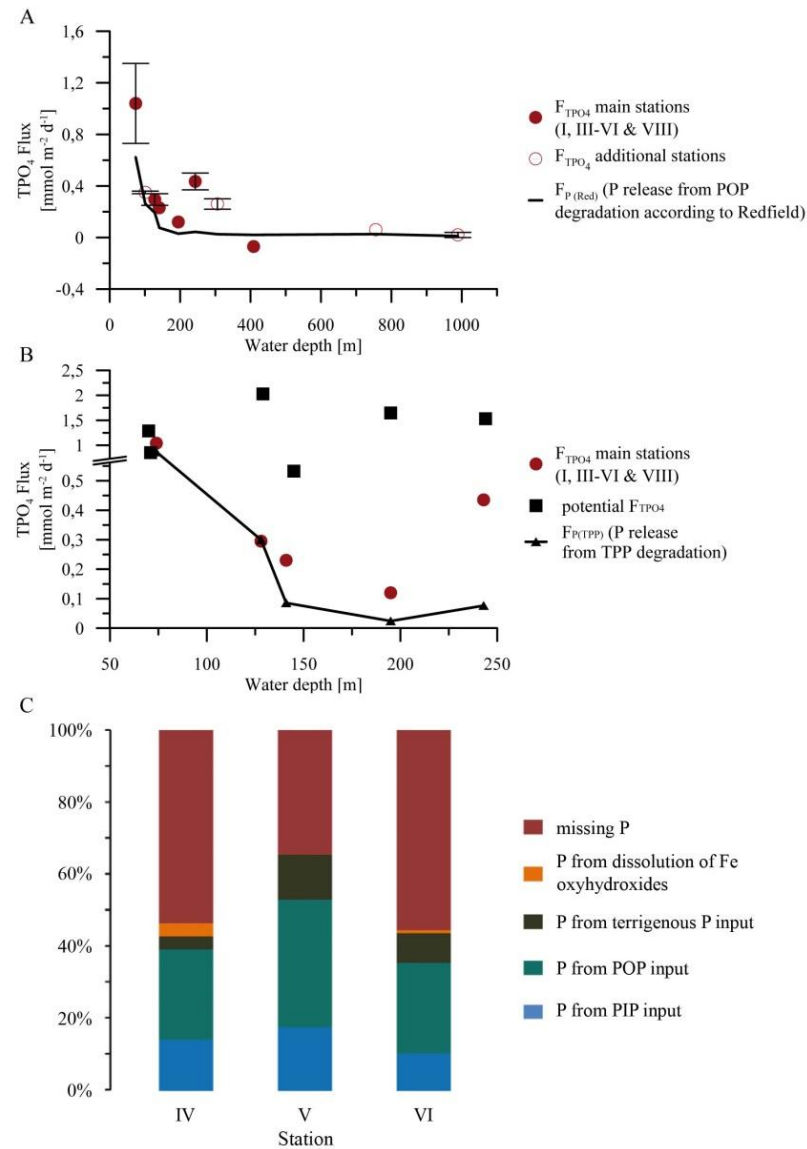 A
1,6
1,2
0,8
0,4
0
-0,4
TPO4 Flux
[mmol m-2 d-1]
0 200 400 600 800 1000
Water depth [m]
FTPO4 main stations
(I, III-VI & VIII)
FTPO4 additional stations
FP (Red) (P release from POP
degradation according to Redfield)
B
2,5
2
1,5
1
0,5
0,4
0,3
0,2
0,1
0
TPO4 Flux
[mmol m-2 d-1]
50 100 150 200 250
Water depth [m]
FTPO4 main stations
(I, III-VI & VIII)
potential FTPO4
FP(TPP) (P release
from TPP degradation)
C
100%
80%
60%
40%
20%
0%
IV V VI
Station
missing P
P from dissolution of Fe
oxyhydroxides
P from terrigenous P input
P from POP input
P from PIP input